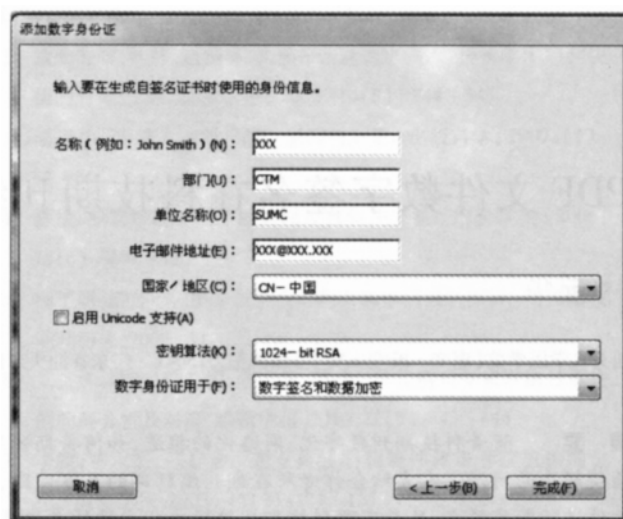 添加数字身份证
输入要在生成自签名证书时使用的身份信息。
名称(例如:John Smith)(N): XXX
部门(U): CTM
单位名称(O): SUMC
电子邮件地址(E): XXX@XXX.XXX
国家/地区(C): CN-中国
启用 Unicode 支持(A)
密钥算法(K): 1024-bit RSA
数字身份证用于(F): 数字签名和数据加密
取消 <上一步(B) 完成(F)